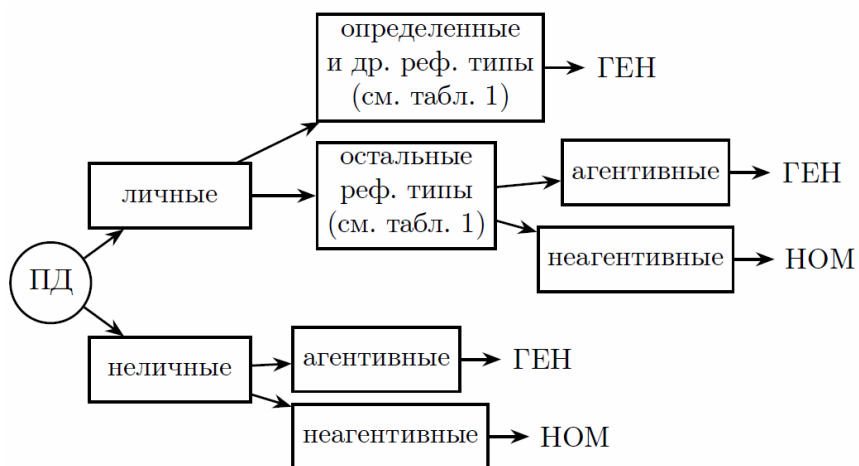 определенные
и др. реф. типы
(см. табл. 1)
ГЕН
личные
остальные
реф. типы
(см. табл. 1)
агентивные
ГЕН
неагентивные
НОМ
ПД
неличные
агентивные
ГЕН
неагентивные
НОМ